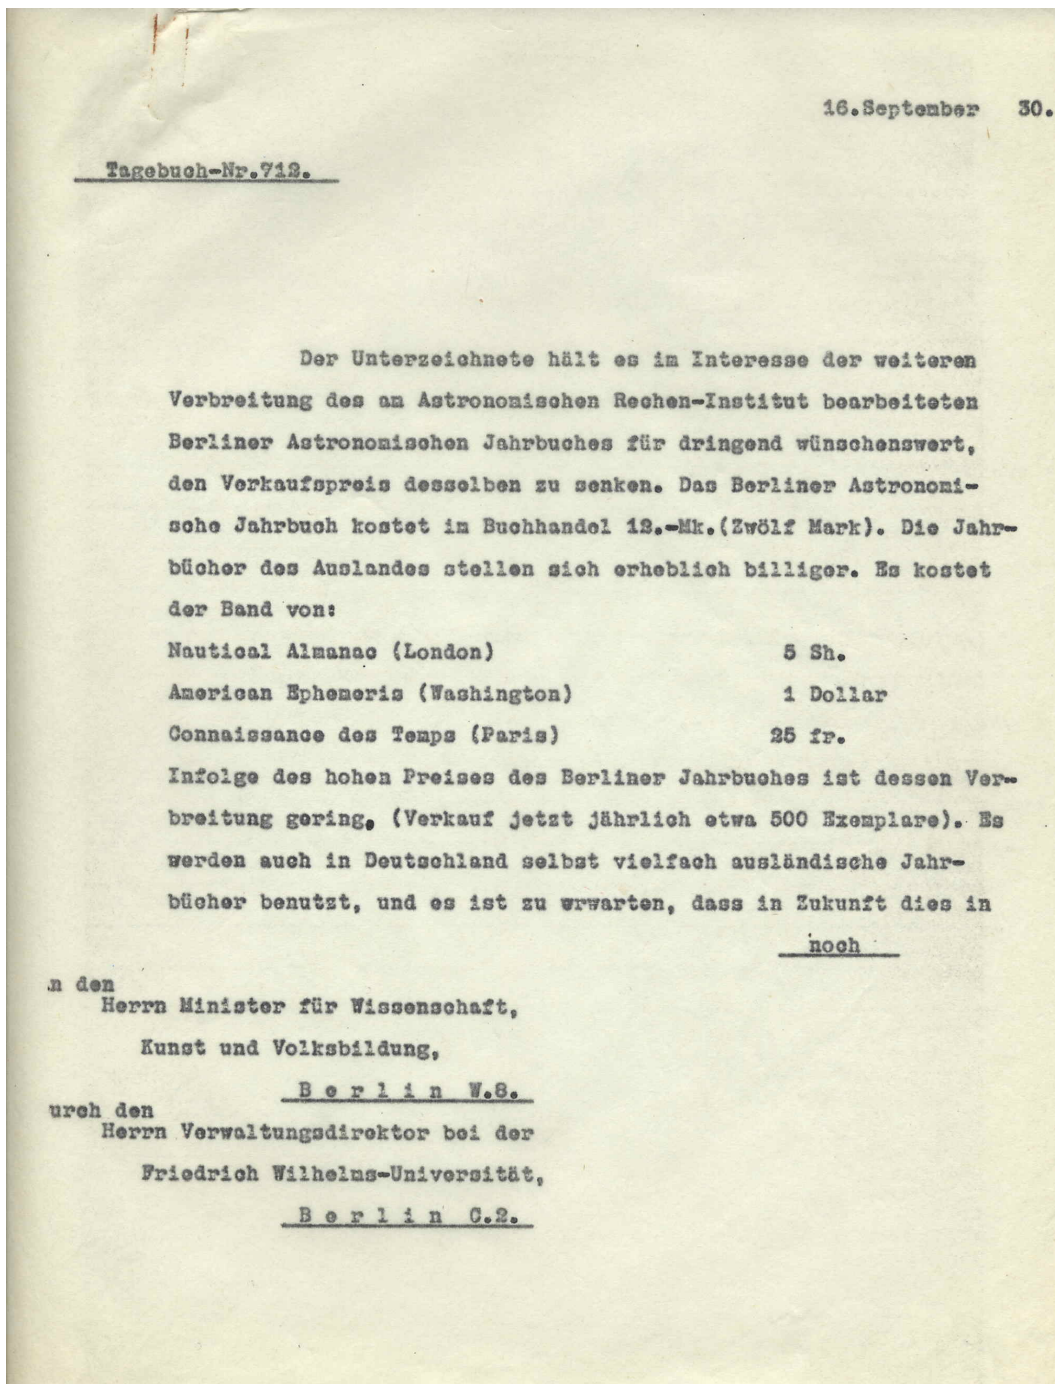 16.September 30.
Tagebuch-Nr.712.
Der Unterzeichnete hält es im Interesse der weiteren
Verbreitung des am Astronomischen Rechen-Institut bearbeiteten
Berliner Astronomischen Jahrbuches für dringend wünschenswert,
den Verkaufspreis desselben zu senken. Das Berliner Astronomi-
sche Jahrbuch kostet im Buchhandel 12.-Mk.(Zwölf Mark). Die Jahr-
bücher des Auslandes stellen sich erheblich billiger. Es kostet
der Band von:
Nautical Almanac (London) 5 Sh.
American Ephemeris (Washington) 1 Dollar
Connaissance des Temps (Paris) 25 fr.
Infolge des hohen Preises des Berliner Jahrbuches ist dessen Ver-
breitung gering, (Verkauf jetzt jährlich etwa 500 Exemplare). Es
werden auch in Deutschland selbst vielfach ausländische Jahr-
bücher benutzt, und es ist zu erwarten, dass in Zukunft dies in
noch
n den
Herrn Minister für Wissenschaft,
Kunst und Volksbildung,
B e r l i n W.8.
urch den
Herrn Verwaltungsdirektor bei der
Friedrich Wilhelms-Universität,
B e r l i n C.2.